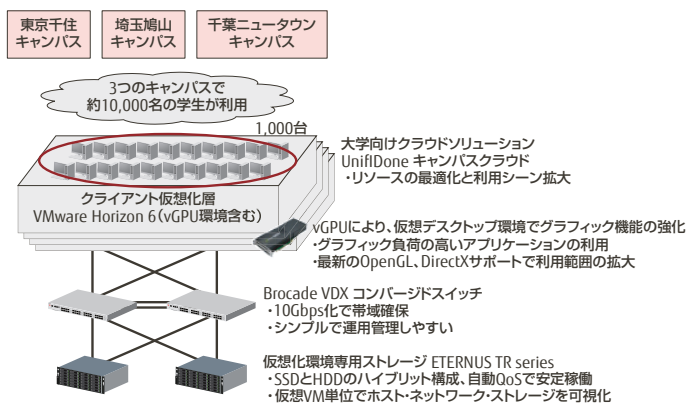 東京千住
キャンパス
埼玉鳩山
キャンパス
千葉ニュータウン
キャンパス
3つのキャンパスで
約10,000名の学生が利用
1,000台
クライアント仮想化層
VMware Horizon 6(vGPU環境含む)
大学向けクラウドソリューション
UnifIDone キャンパスクラウド
・リソースの最適化と利用シーン拡大
vGPUにより、仮想デスクトップ環境でグラフィック機能の強化
・グラフィック負荷の高いアプリケーションの利用
・最新のOpenGL、DirectXサポートで利用範囲の拡大
Brocade VDX コンバージドスイッチ
・10Gbps化で帯域確保
・シンプルで運用管理しやすい
仮想化環境専用ストレージ ETERNUS TR series
・SSDとHDDのハイブリット構成、自動QoSで安定稼働
・仮想VM単位でホスト・ネットワーク・ストレージを可視化